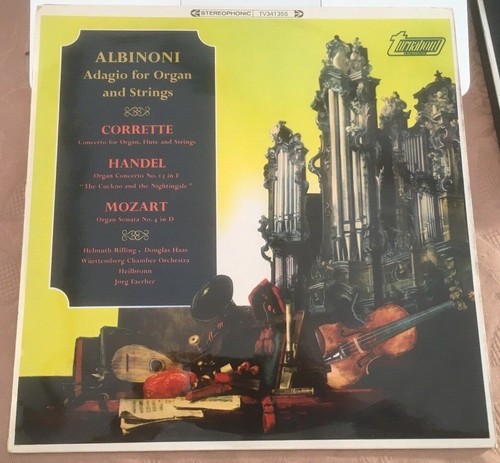 STEREOPHONIC TV34135S
turnabout
ALBINONI
Adagio for Organ
and Strings
CORRETTE
Concerto for Organ, Flute and Strings
HANDEL
Organ Concerto No. 13 in F
"The Cuckoo and the Nightingale"
MOZART
Organ Sonata No. 4 in D
Helmuth Rilling, Douglas Haas
Württemberg Chamber Orchestra
Heilbronn
Jörg Faerber